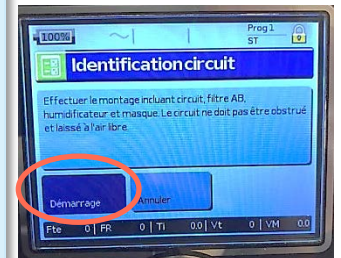 100%
Prog 1
ST
Identification circuit
Effectuer le montage incluant circuit, filtre AB,
humidificateur et masque. Le circuit ne doit pas être obstrué
et laissé à l'air libre.
Démarrage
Annuler
Fte 0 | FR 0 | Ti 0.0 | Vt 0 | VM 0.0